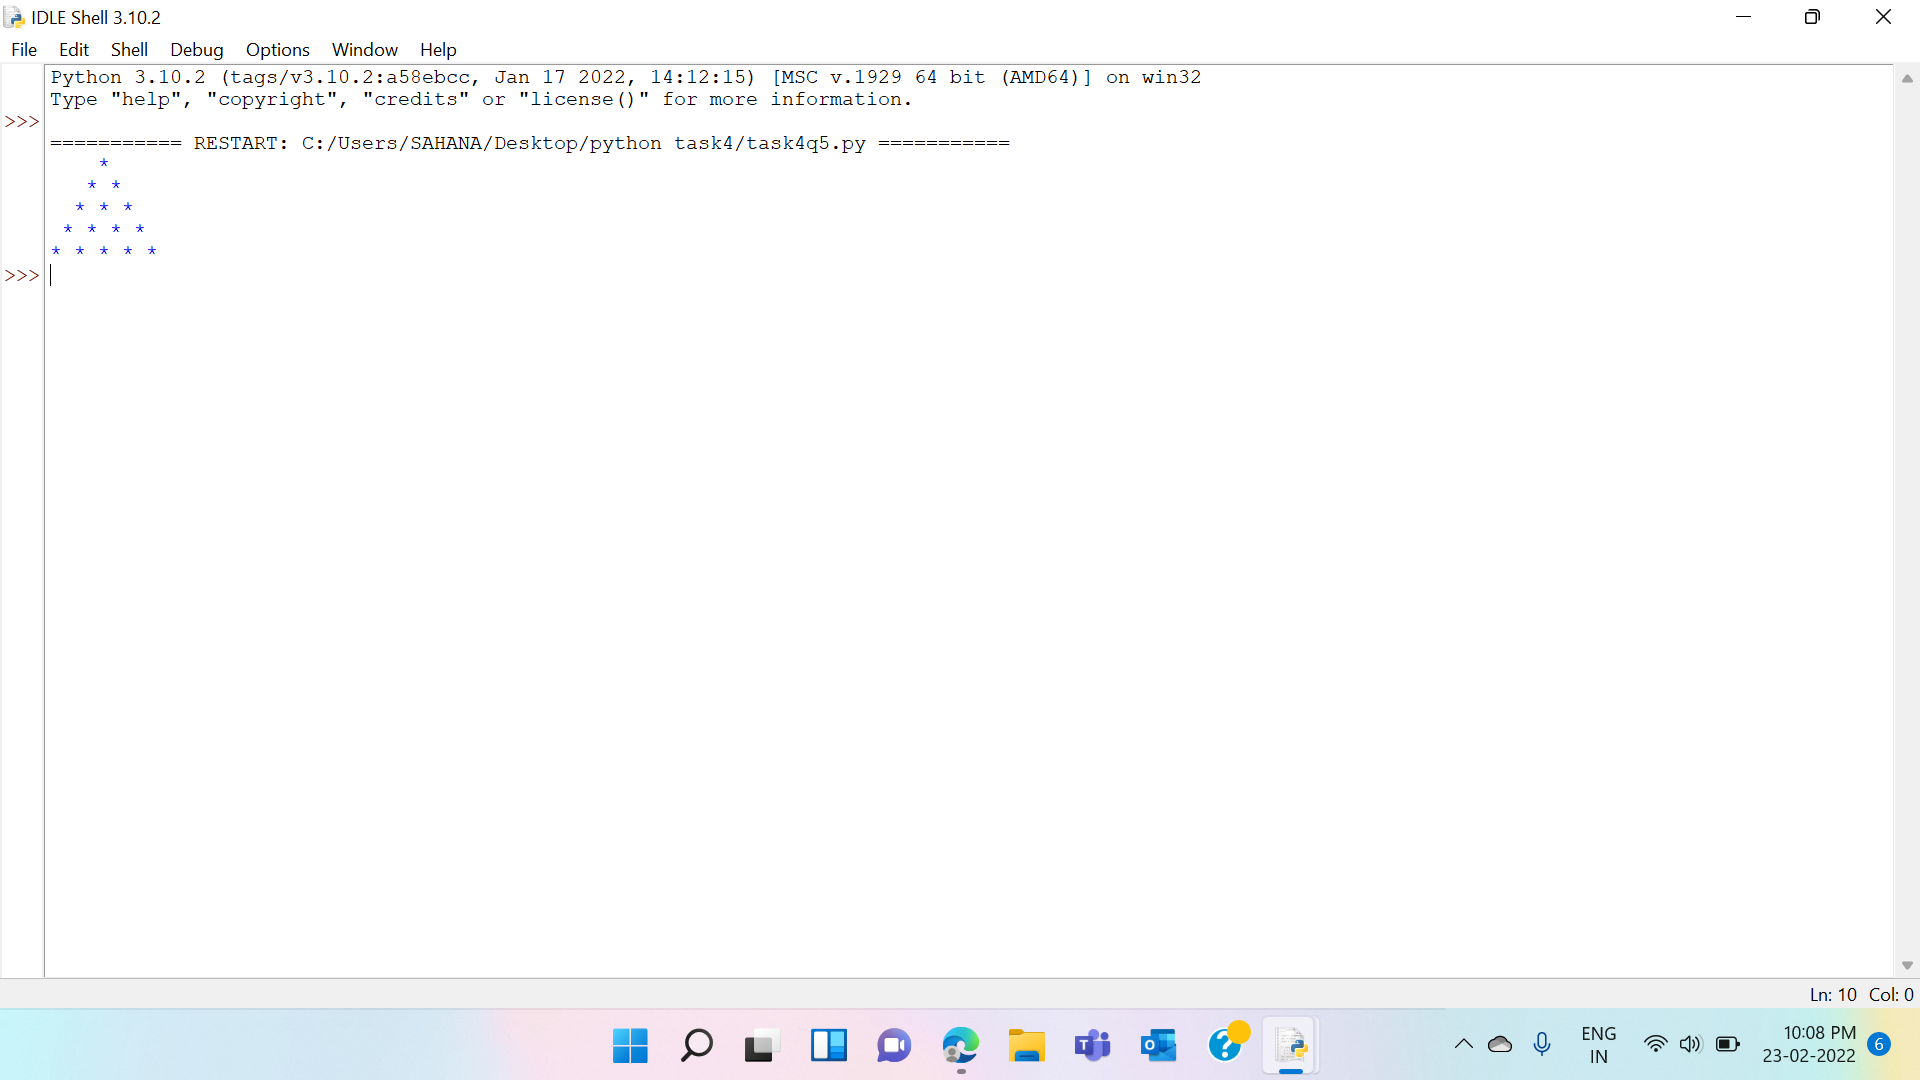 IDLE Shell 3.10.2
File Edit Shell Debug Options Window Help
Python 3.10.2 (tags/v3.10.2:a58ebcc, Jan 17 2022, 14:12:15) [MSC v.1929 64 bit (AMD64)] on win32
Type "help", "copyright", "credits" or "license()" for more information.
>>>
=========== RESTART: C:/Users/SAHANA/Desktop/python task4/task4q5.py ===========
    *
   * *
  * * *
 * * * *
* * * * *
>>>
Ln: 10 Col: 0
ENG
IN
10:08 PM
23-02-2022
6